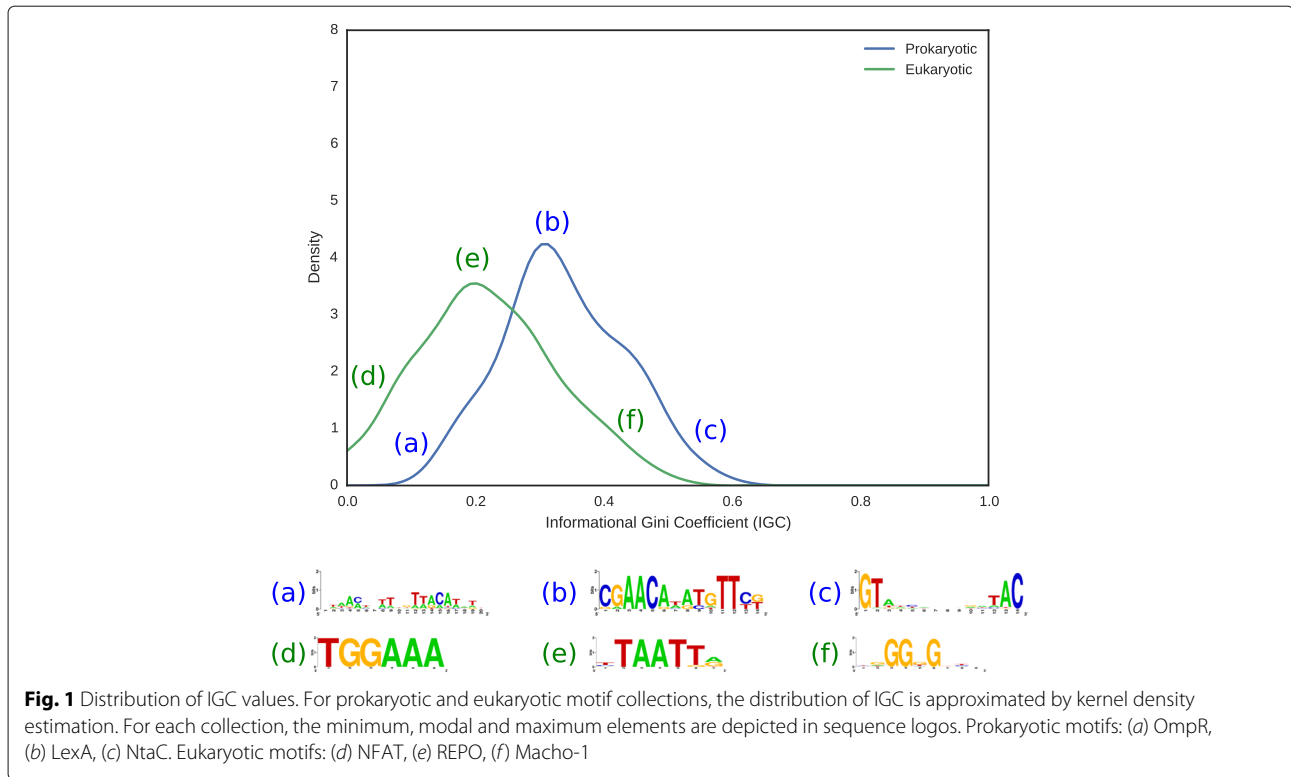 8
7
6
5
4
3
2
1
0
Density
Prokaryotic
Eukaryotic
(b)
(e)
(d)
(a)
(f)
(c)
0.0 0.2 0.4 0.6 0.8 1.0
Informational Gini Coefficient (IGC)
(a) (b) CGAACA (c) GT AC
(d) TGGAAA (e) TAATT (f) GG G
Fig. 1 Distribution of IGC values. For prokaryotic and eukaryotic motif collections, the distribution of IGC is approximated by kernel density
estimation. For each collection, the minimum, modal and maximum elements are depicted in sequence logos. Prokaryotic motifs: (a) OmpR,
(b) LexA, (c) NtaC. Eukaryotic motifs: (d) NFAT, (e) REPO, (f) Macho-1